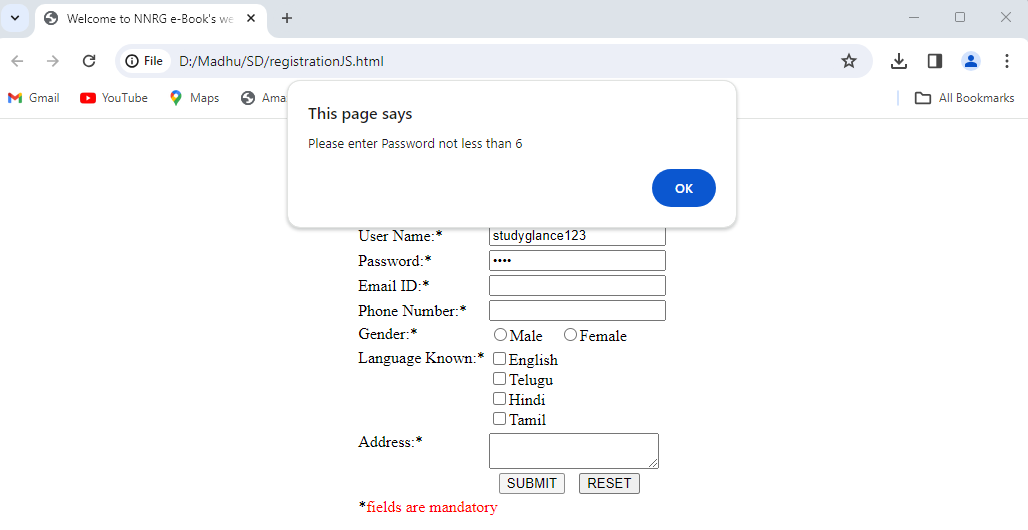 Welcome to NNRG e-Book's we
File D:/Madhu/SD/registrationJS.html
Gmail YouTube Maps Ama All Bookmarks
This page says
Please enter Password not less than 6
OK
User Name:* studyglance123
Password:* ••••
Email ID:*
Phone Number:*
Gender:* Male Female
Language Known:* English
Telugu
Hindi
Tamil
Address:*
SUBMIT RESET
*fields are mandatory